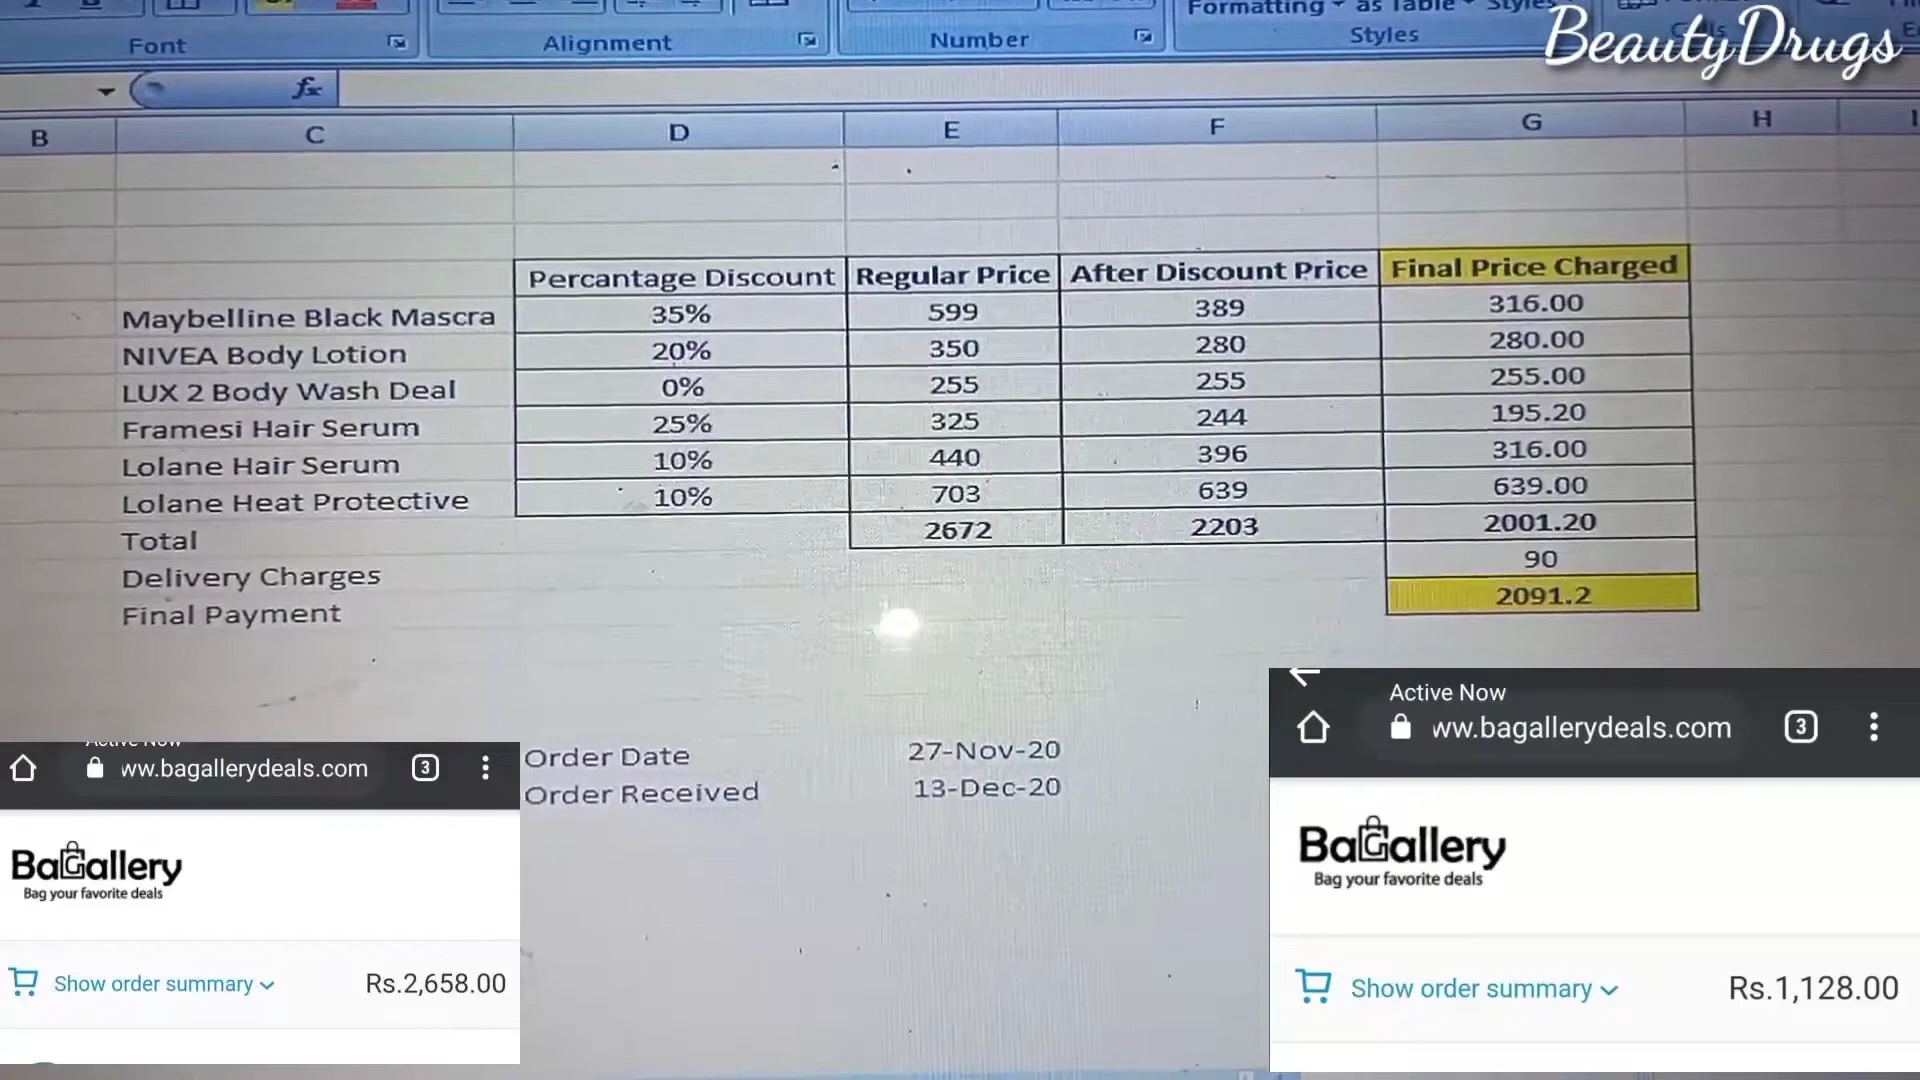 Formatting as Table Styles
Font Alignment Number Styles Cells
BeautyDrugs
fx
B C D E F G H I
Percantage Discount Regular Price After Discount Price Final Price Charged
Maybelline Black Mascra 35% 599 389 316.00
NIVEA Body Lotion 20% 350 280 280.00
LUX 2 Body Wash Deal 0% 255 255 255.00
Framesi Hair Serum 25% 325 244 195.20
Lolane Hair Serum 10% 440 396 316.00
Lolane Heat Protective 10% 703 639 639.00
Total 2672 2203 2001.20
Delivery Charges 90
Final Payment 2091.2
Order Date 27-Nov-20
Order Received 13-Dec-20
Active Now
ww.bagallerydeals.com 3
BaGallery
Bag your favorite deals
Show order summary Rs.2,658.00
Active Now
ww.bagallerydeals.com 3
BaGallery
Bag your favorite deals
Show order summary Rs.1,128.00